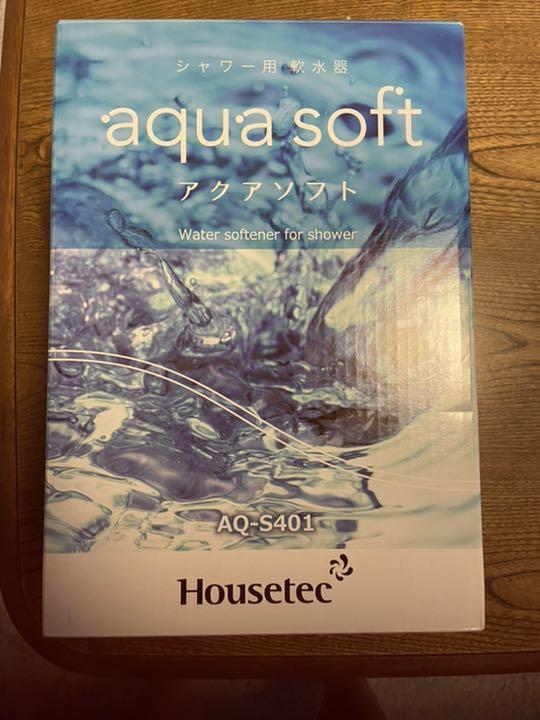 シャワー用 軟水器
aqua soft
アクアソフト
Water softener for shower
AQ-S401
Housetec